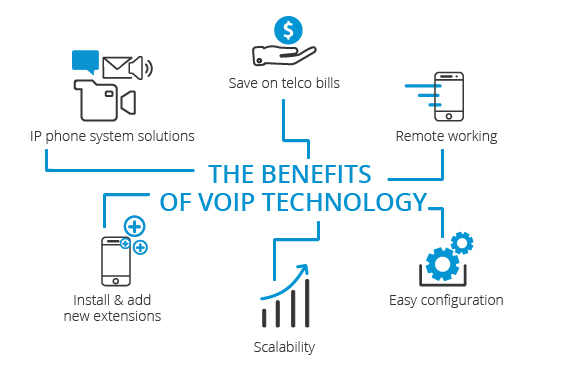 $
Save on telco bills
IP phone system solutions
Remote working
THE BENEFITS
OF VOIP TECHNOLOGY
Install & add
new extensions
Easy configuration
Scalability